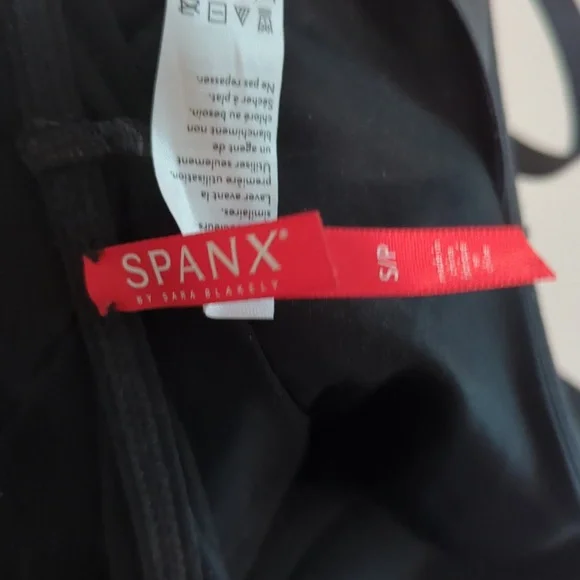 SPANX®
BY SARA BLAKELY
S/P
couleurs
similaires.
Laver avant la
première utilisation.
Utiliser seulement
un agent de
blanchiment non
chloré au besoin.
Sécher à plat.
Ne pas repasser.